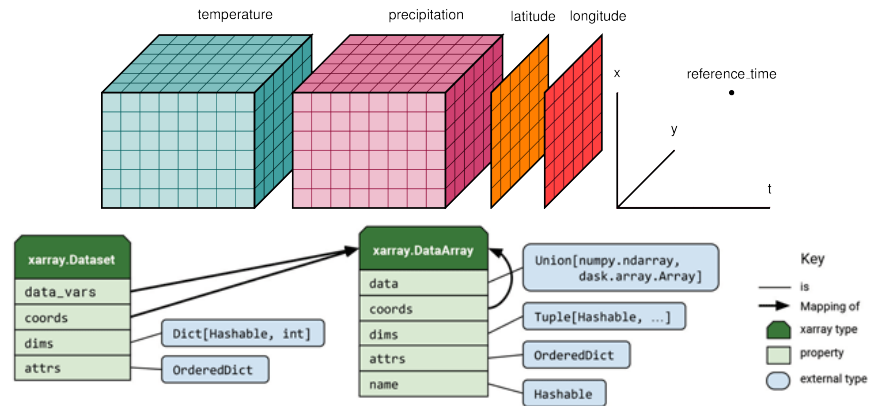 temperature
precipitation
latitude
longitude
x
reference_time
y
t
xarray.Dataset
data_vars
coords
dims
attrs
Dict[Hashable, int]
OrderedDict
xarray.DataArray
data
coords
dims
attrs
name
Union[numpy.ndarray,
dask.array.Array]
Tuple[Hashable, …]
OrderedDict
Hashable
Key
is
Mapping of
xarray type
property
external type